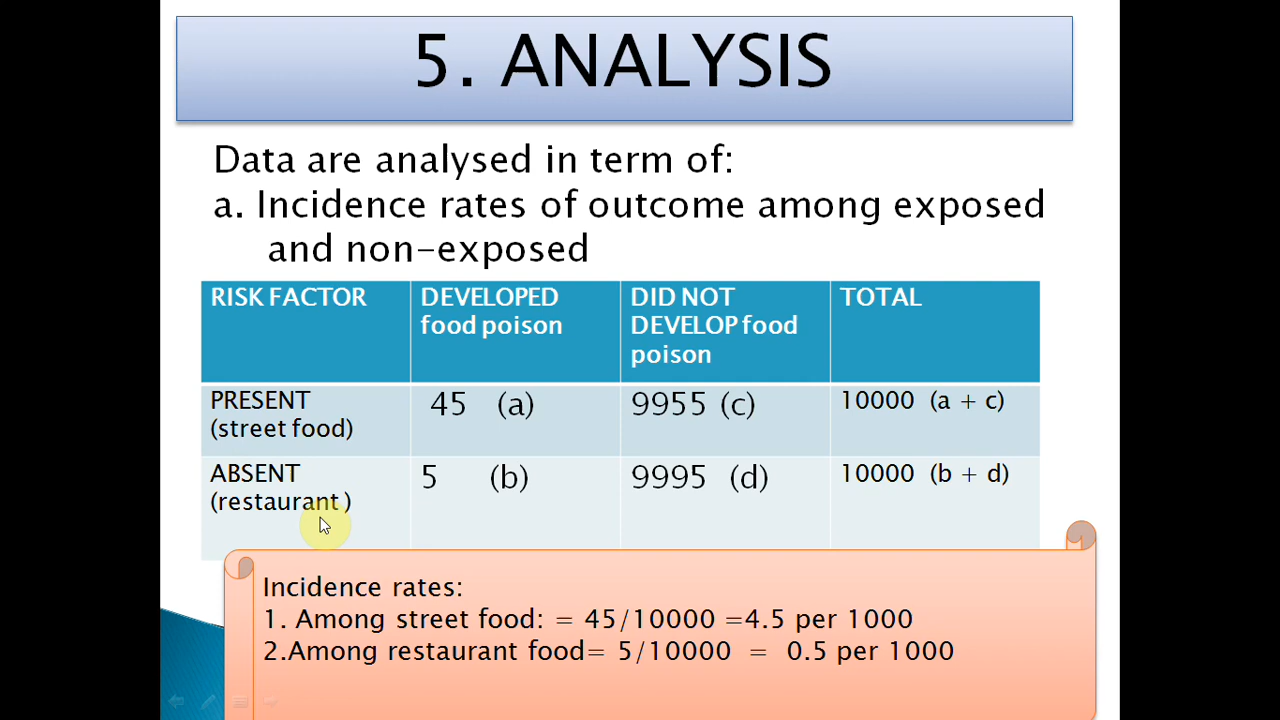 5. ANALYSIS
Data are analysed in term of:
a. Incidence rates of outcome among exposed
and non-exposed
RISK FACTOR
DEVELOPED
food poison
DID NOT
DEVELOP food
poison
TOTAL
PRESENT
(street food)
45 (a)
9955 (c)
10000 (a + c)
ABSENT
(restaurant )
5 (b)
9995 (d)
10000 (b + d)
Incidence rates:
1. Among street food: = 45/10000 =4.5 per 1000
2.Among restaurant food= 5/10000 = 0.5 per 1000